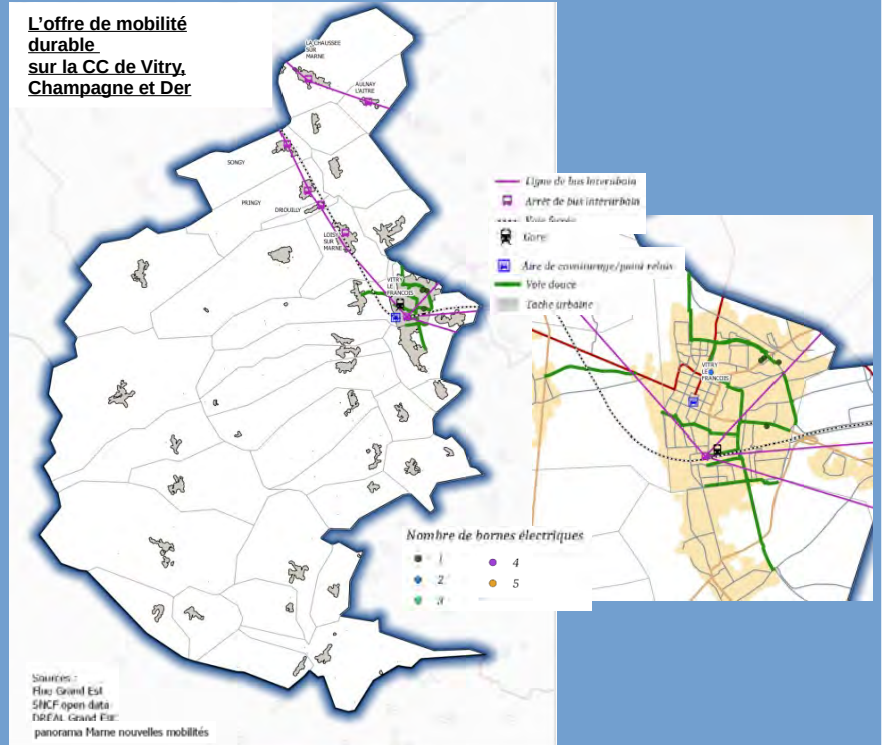 L'offre de mobilité
durable
sur la CC de Vitry,
Champagne et Der
LA CHAUSSEE
SUR
MARNE
AULNAY
L'AITRE
SONGY
PRINGY
DROUILLY
LOISY
SUR
MARNE
VITRY
LE
FRANCOIS
Ligne de bus interurbain
Arrêt de bus interurbain
Voie ferrée
Gare
Aire de covoiturage/point relais
Voie douce
Tache urbaine
VITRY
LE
FRANCOIS
Nombre de bornes électriques
1
2
3
4
5
Sources :
Fluo Grand Est
SNCF open data
DREAL Grand Est
panorama Marne nouvelles mobilités